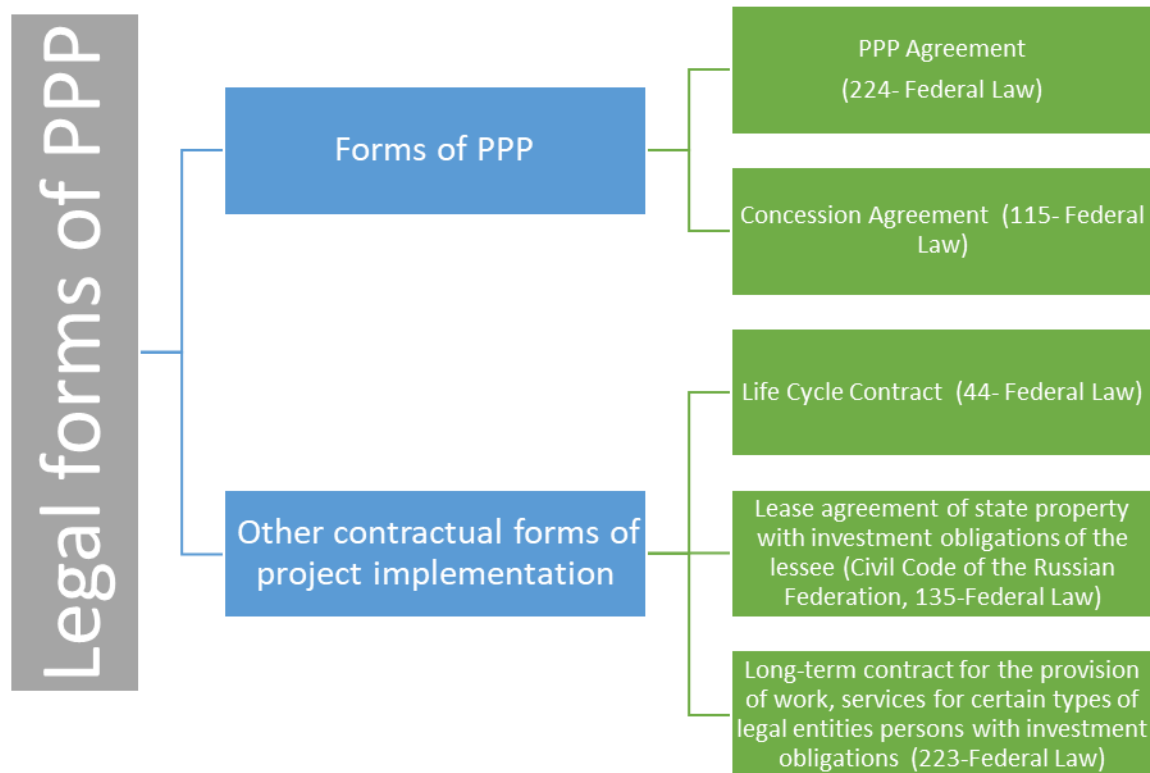 Legal forms of PPP
Forms of PPP
PPP Agreement
(224- Federal Law)
Concession Agreement (115- Federal
Law)
Other contractual forms of
project implementation
Life Cycle Contract (44- Federal Law)
Lease agreement of state property
with investment obligations of the
lessee (Civil Code of the Russian
Federation, 135-Federal Law)
Long-term contract for the provision
of work, services for certain types of
legal entities persons with investment
obligations (223-Federal Law)